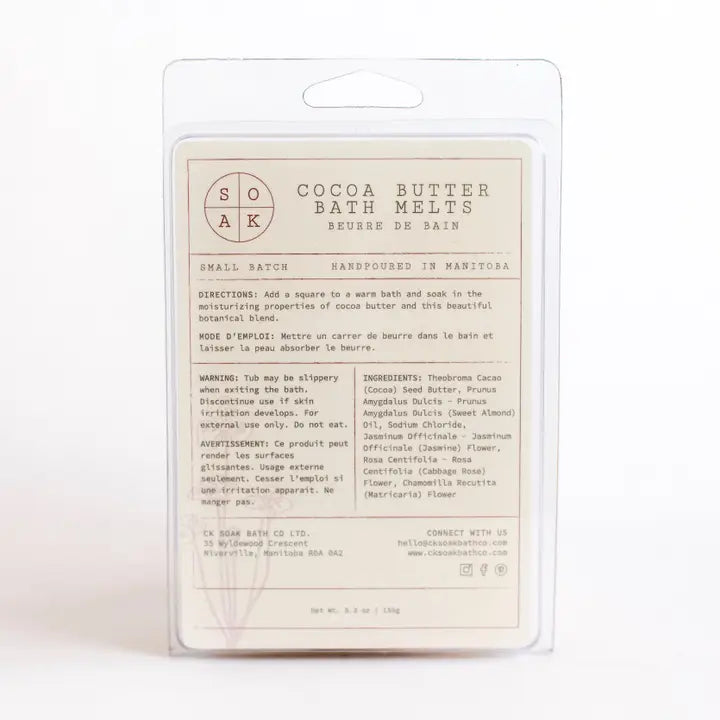 SO
AK
COCOA BUTTER
BATH MELTS
BEURRE DE BAIN
SMALL BATCH
HANDPOURED IN MANITOBA
DIRECTIONS: Add a square to a warm bath and soak in the
moisturizing properties of cocoa butter and this beautiful
botanical blend.
MODE D'EMPLOI: Mettre un carrer de beurre dans le bain et
laisser la peau absorber le beurre.
WARNING: Tub may be slippery
when exiting the bath.
Discontinue use if skin
irritation develops. For
external use only. Do not eat.
AVERTISSEMENT: Ce produit peut
render les surfaces
glissantes. Usage externe
seulement. Cesser l'emploi si
une irritation apparait. Ne
manger pas.
INGREDIENTS: Theobroma Cacao
(Cocoa) Seed Butter, Prunus
Amygdalus Dulcis - Prunus
Amygdalus Dulcis (Sweet Almond)
Oil, Sodium Chloride,
Jasminum Officinale - Jasminum
Officinale (Jasmine) Flower,
Rosa Centifolia - Rosa
Centifolia (Cabbage Rose)
Flower, Chamomilla Recutita
(Matricaria) Flower
CK SOAK BATH CO LTD.
35 Wyldewood Crescent
Niverville, Manitoba R0A 0A2
CONNECT WITH US
hello@cksoakbathco.com
www.cksoakbathco.com
Net Wt. oz |